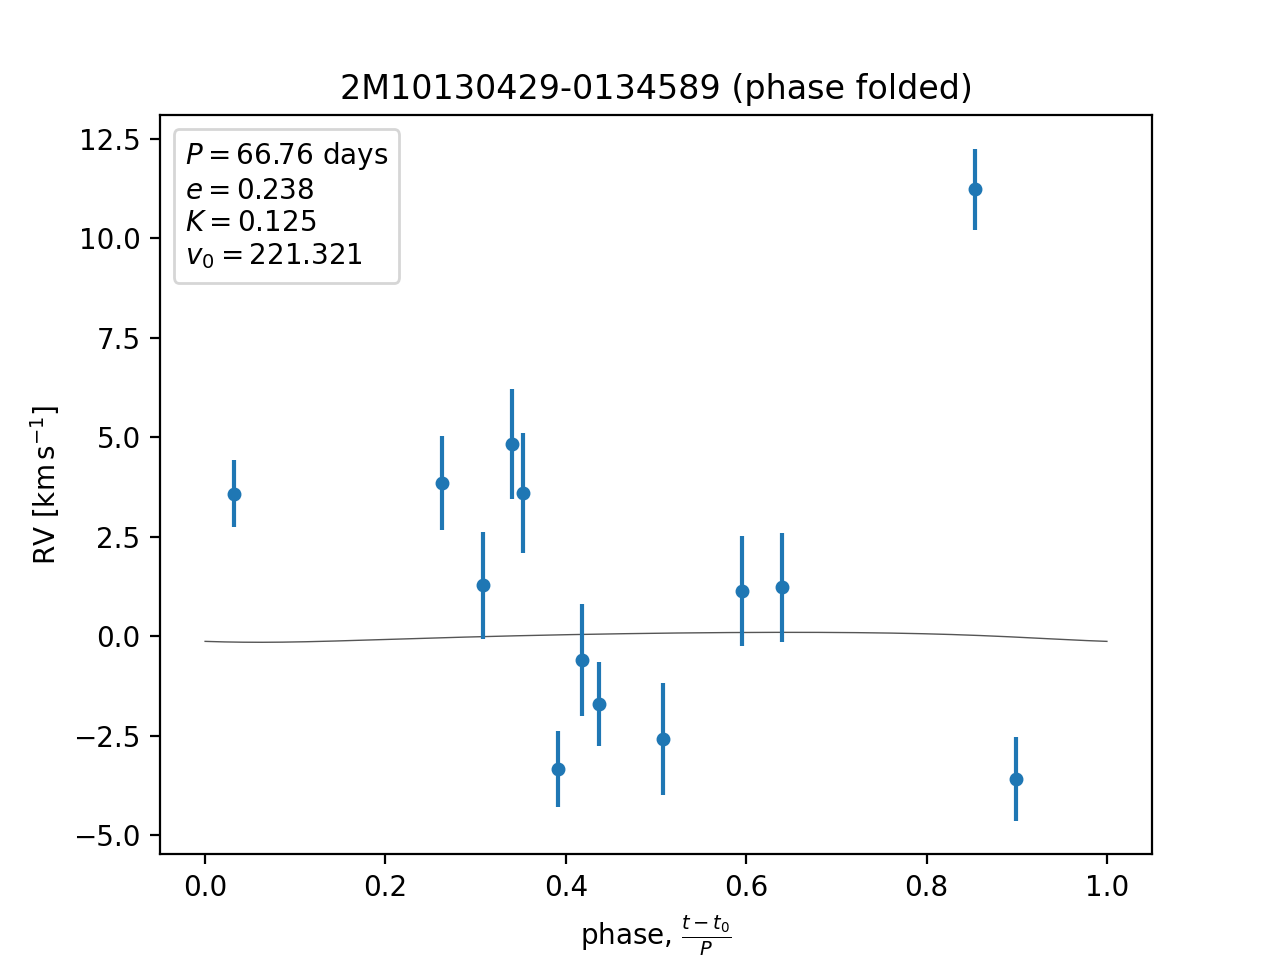 2M10130429-0134589 (phase folded)
P = 66.76 days
e = 0.238
K = 0.125
v₀ = 221.321
12.5
10.0
7.5
5.0
2.5
0.0
−2.5
−5.0
RV [km s⁻¹]
0.0 0.2 0.4 0.6 0.8 1.0
phase, (t − t₀)/P